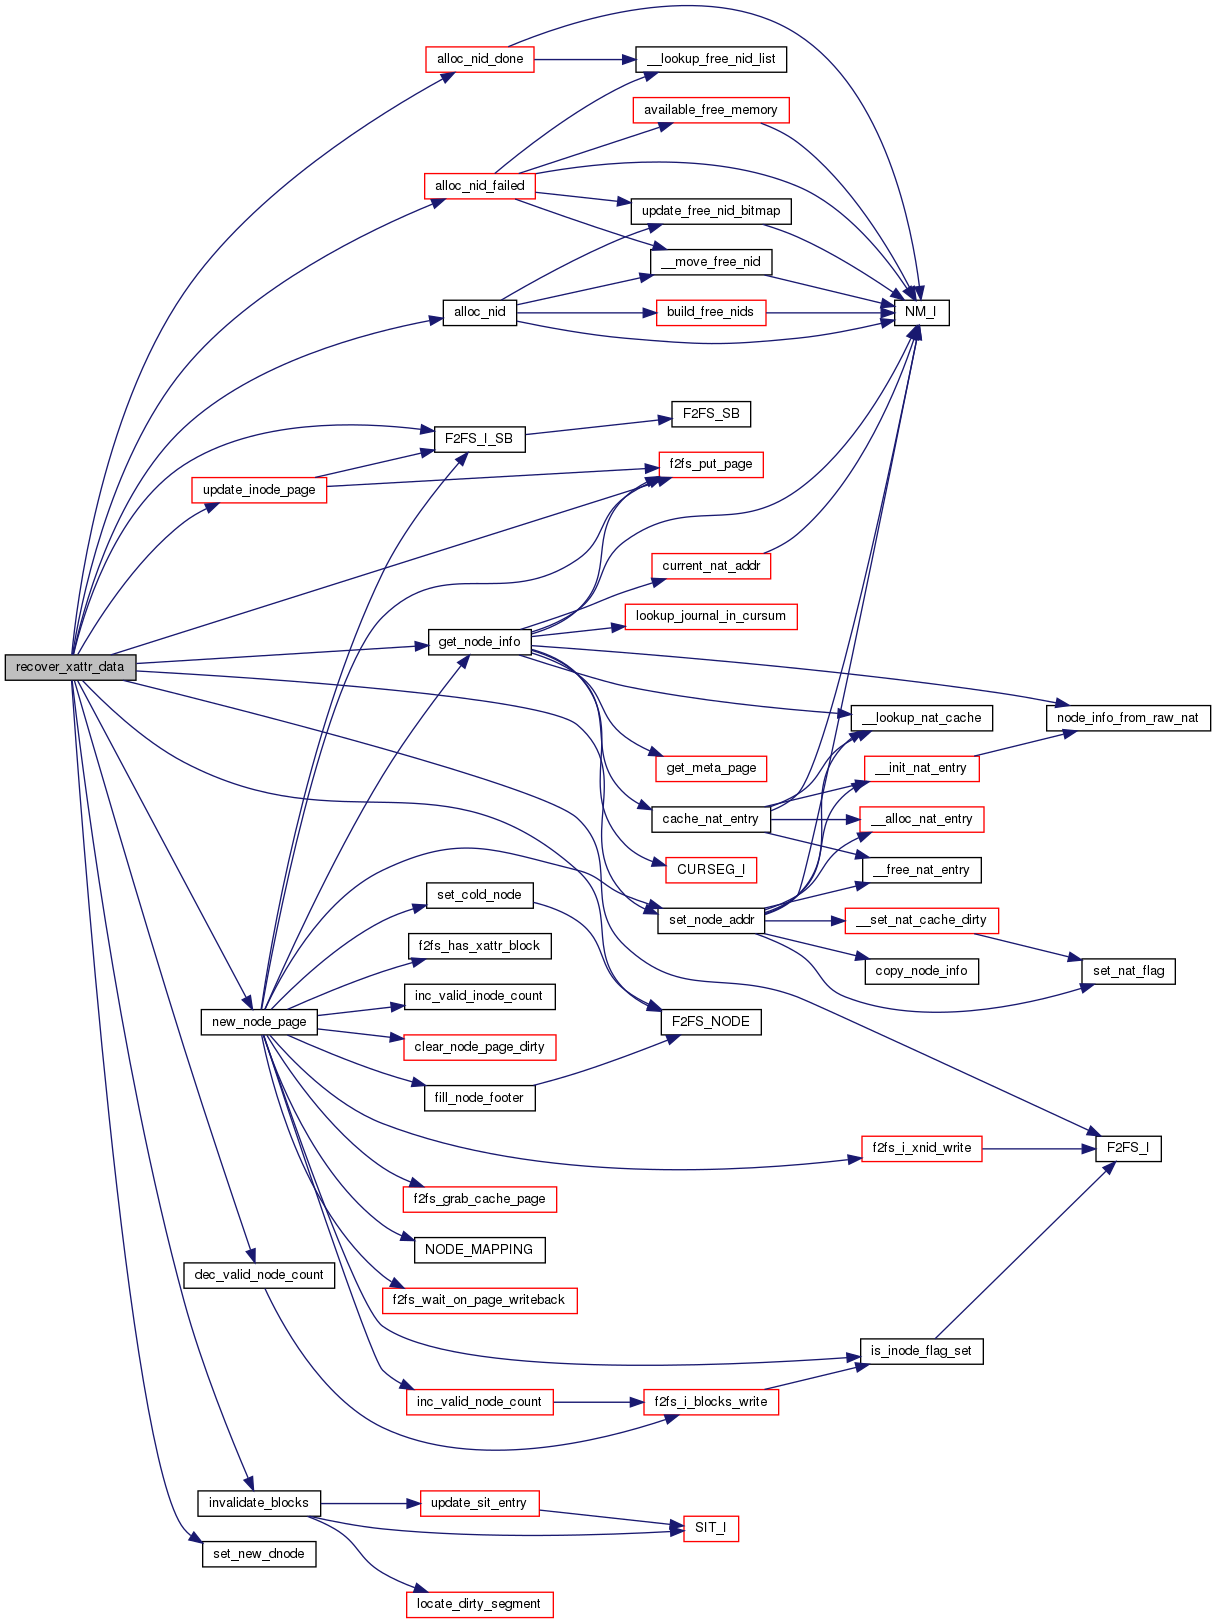 alloc_nid_done
__lookup_free_nid_list
available_free_memory
alloc_nid_failed
update_free_nid_bitmap
__move_free_nid
alloc_nid
build_free_nids
NM_I
F2FS_SB
F2FS_I_SB
f2fs_put_page
update_inode_page
current_nat_addr
lookup_journal_in_cursum
get_node_info
recover_xattr_data
__lookup_nat_cache
node_info_from_raw_nat
get_meta_page
__init_nat_entry
cache_nat_entry
__alloc_nat_entry
CURSEG_I
__free_nat_entry
set_cold_node
set_node_addr
__set_nat_cache_dirty
f2fs_has_xattr_block
copy_node_info
set_nat_flag
inc_valid_inode_count
new_node_page
F2FS_NODE
clear_node_page_dirty
fill_node_footer
f2fs_i_xnid_write
F2FS_I
f2fs_grab_cache_page
NODE_MAPPING
dec_valid_node_count
f2fs_wait_on_page_writeback
is_inode_flag_set
inc_valid_node_count
f2fs_i_blocks_write
invalidate_blocks
update_sit_entry
SIT_I
set_new_dnode
locate_dirty_segment